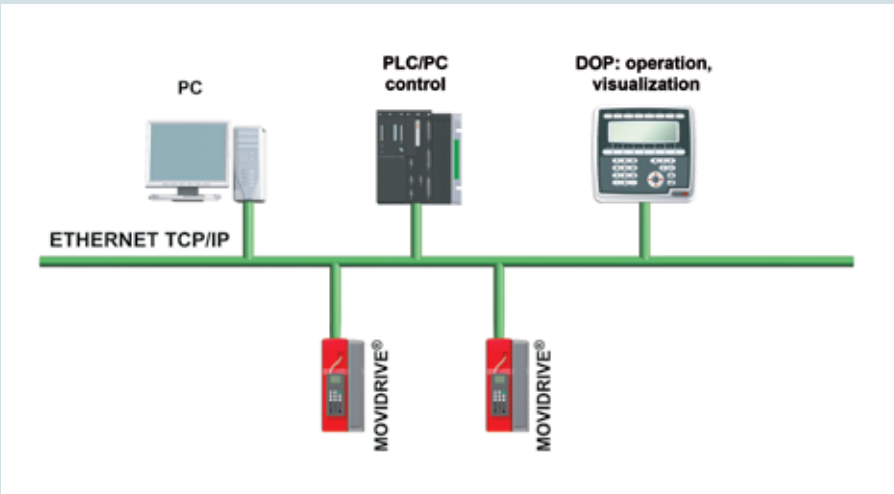 PC
PLC/PC
control
DOP: operation,
visualization
ETHERNET TCP/IP
MOVIDRIVE®
MOVIDRIVE®